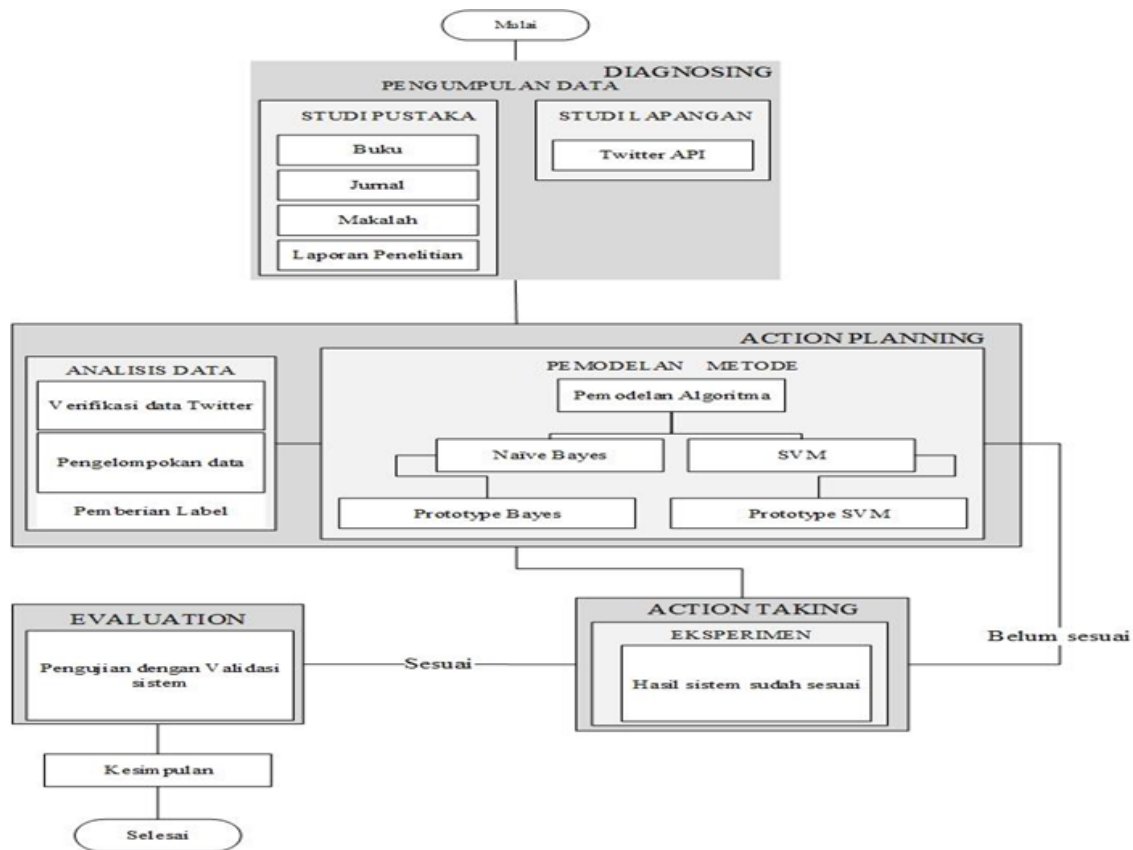 Mulai
DIAGNOSING
PENGUMPULAN DATA
STUDI PUSTAKA
Buku
Jurnal
Makalah
Laporan Penelitian
STUDI LAPANGAN
Twitter API
ACTION PLANNING
ANALISIS DATA
Verifikasi data Twitter
Pengelompokan data
Pemberian Label
PEMODELAN METODE
Pemodelan Algoritma
Naïve Bayes
SVM
Prototype Bayes
Prototype SVM
ACTION TAKING
EKSPERIMEN
Hasil sistem sudah sesuai
Belum sesuai
Sesuai
EVALUATION
Pengujian dengan Validasi
sistem
Kesimpulan
Selesai